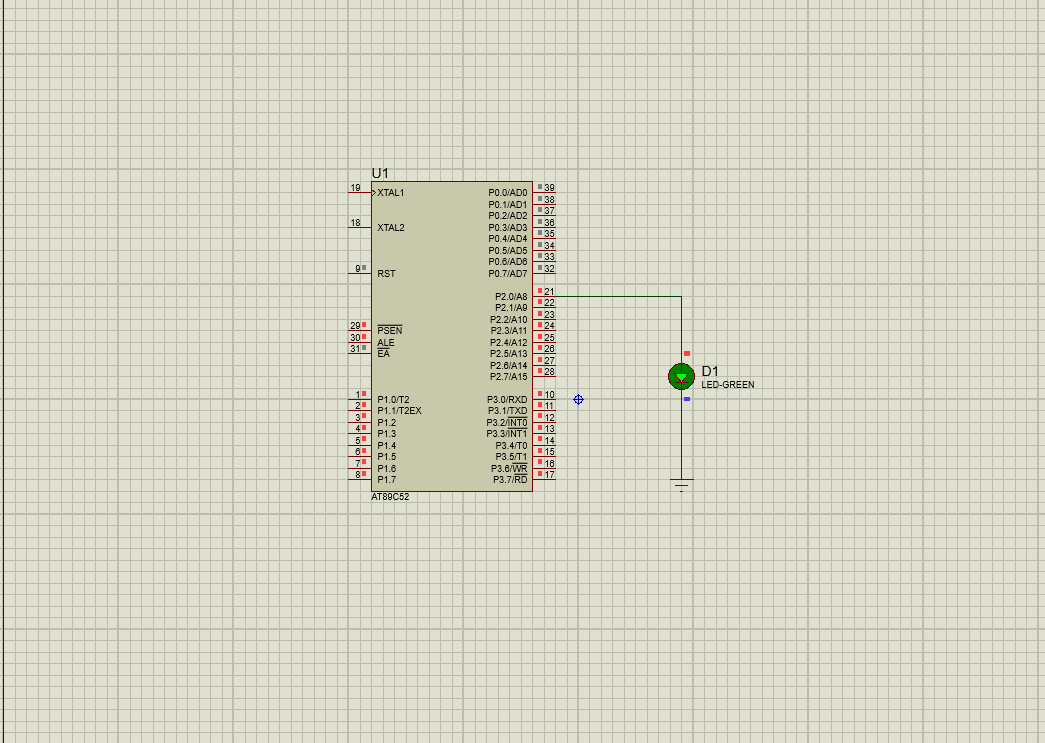 U1
19 XTAL1
18 XTAL2
9 RST
29 PSEN
30 ALE
31 EA
1 P1.0/T2
2 P1.1/T2EX
3 P1.2
4 P1.3
5 P1.4
6 P1.5
7 P1.6
8 P1.7
P0.0/AD0 39
P0.1/AD1 38
P0.2/AD2 37
P0.3/AD3 36
P0.4/AD4 35
P0.5/AD5 34
P0.6/AD6 33
P0.7/AD7 32
P2.0/A8 21
P2.1/A9 22
P2.2/A10 23
P2.3/A11 24
P2.4/A12 25
P2.5/A13 26
P2.6/A14 27
P2.7/A15 28
P3.0/RXD 10
P3.1/TXD 11
P3.2/INT0 12
P3.3/INT1 13
P3.4/T0 14
P3.5/T1 15
P3.6/WR 16
P3.7/RD 17
AT89C52
D1
LED-GREEN